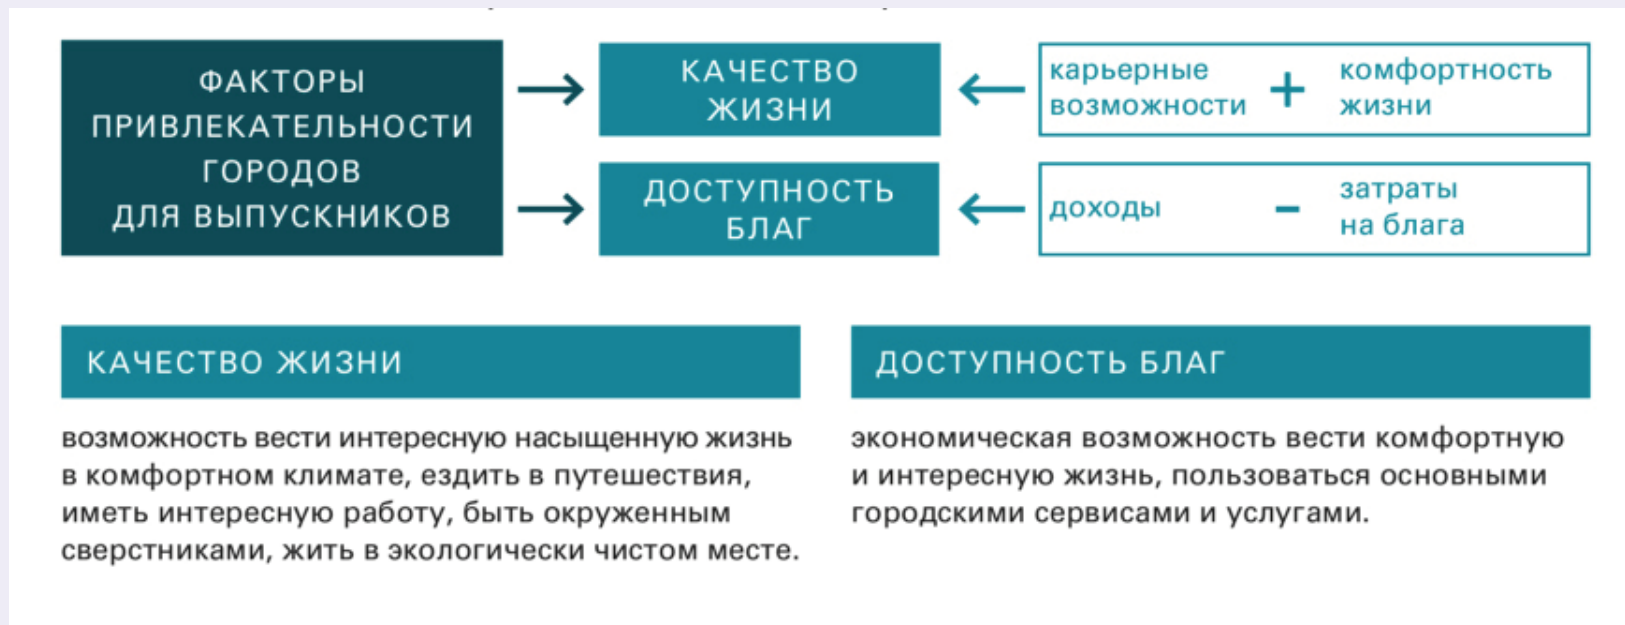 ФАКТОРЫ
ПРИВЛЕКАТЕЛЬНОСТИ
ГОРОДОВ
ДЛЯ ВЫПУСКНИКОВ
КАЧЕСТВО
ЖИЗНИ
карьерные
возможности
+
комфортность
жизни
ДОСТУПНОСТЬ
БЛАГ
доходы
–
затраты
на блага
КАЧЕСТВО ЖИЗНИ
возможность вести интересную насыщенную жизнь
в комфортном климате, ездить в путешествия,
иметь интересную работу, быть окруженным
сверстниками, жить в экологически чистом месте.
ДОСТУПНОСТЬ БЛАГ
экономическая возможность вести комфортную
и интересную жизнь, пользоваться основными
городскими сервисами и услугами.